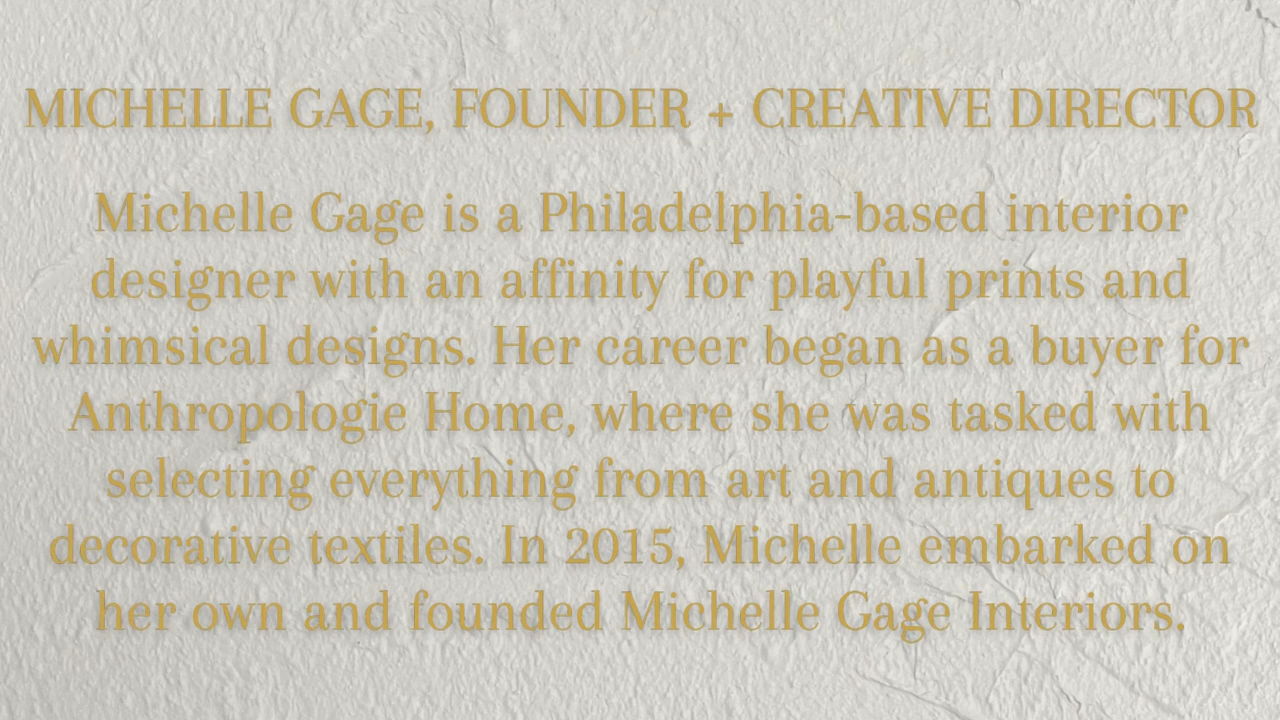 MICHELLE GAGE, FOUNDER + CREATIVE DIRECTOR
Michelle Gage is a Philadelphia-based interior
designer with an affinity for playful prints and
whimsical designs. Her career began as a buyer for
Anthropologie Home, where she was tasked with
selecting everything from art and antiques to
decorative textiles. In 2015, Michelle embarked on
her own and founded Michelle Gage Interiors.